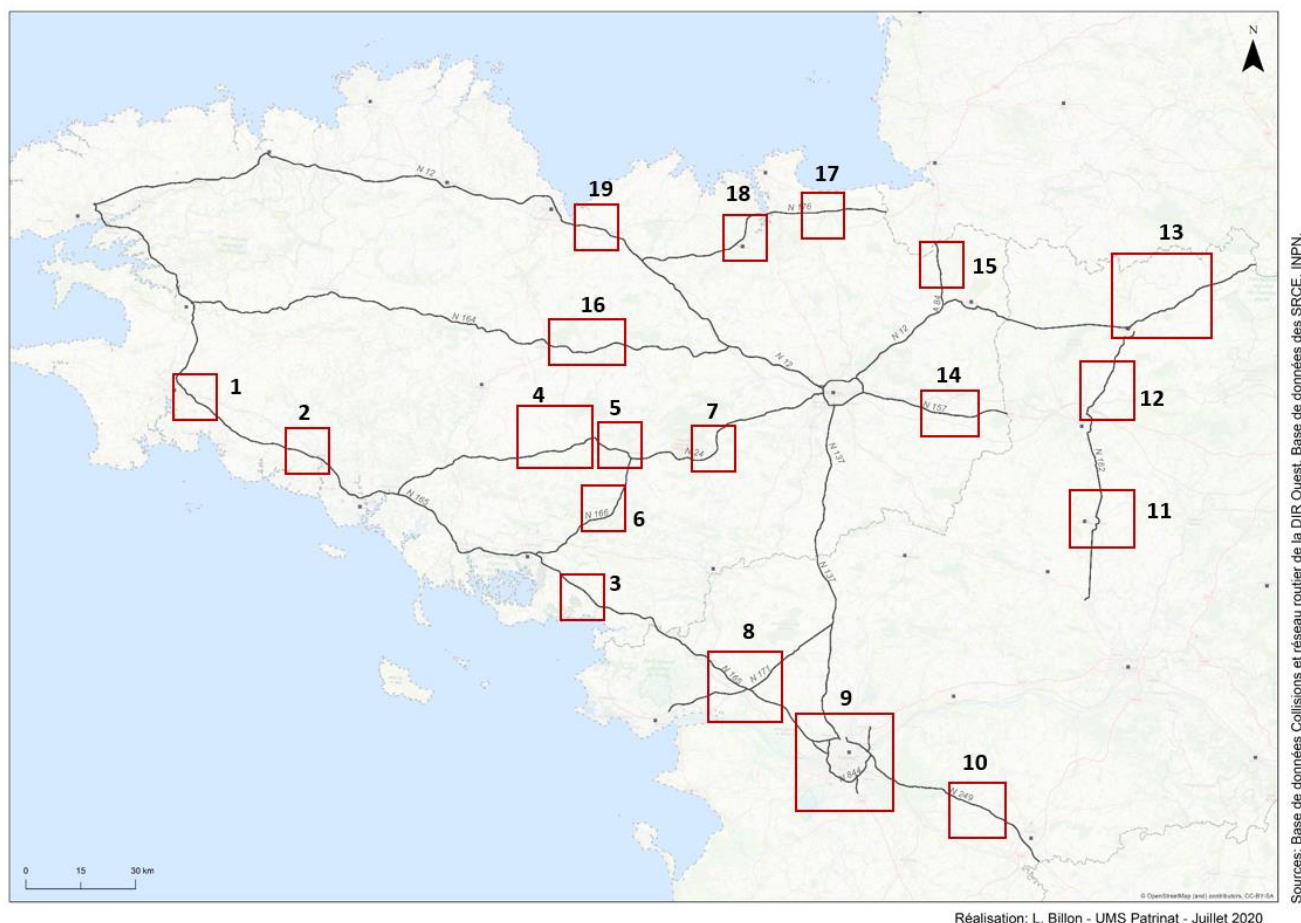 N
17
N 12
19
18
N 176
13
15
A 84
16
N 164
N 12
N 12
1
4
5
7
14
N 157
12
2
N 24
N 137
N 162
N 165
N 166
6
11
3
N 137
8
N 165
N 171
9
N 844
10
N 249
0 15 30 km
© OpenStreetMap (and) contributors, CC-BY-SA
Sources: Base de données Collisions et réseau routier de la DIR Ouest. Base de données des SRCE, INPN.
Réalisation: L. Billon - UMS Patrinat - Juillet 2020